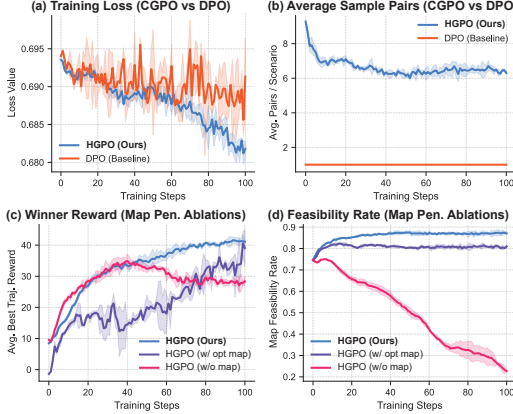 (a) Training Loss (CGPO vs DPO)
0.695
0.690
0.685
0.680
Loss Value
HGPO (Ours)
DPO (Baseline)
0
20
40
60
80
100
Training Steps
(b) Average Sample Pairs (CGPO vs DPO)
8
6
4
2
Avg. Pairs / Scenario
HGPO (Ours)
DPO (Baseline)
0
20
40
60
80
100
Training Steps
(c) Winner Reward (Map Pen. Ablations)
40
30
20
10
0
Avg. Best Traj. Reward
HGPO (Ours)
HGPO (w/ opt map)
HGPO (w/o map)
0
20
40
60
80
100
Training Steps
(d) Feasibility Rate (Map Pen. Ablations)
0.9
0.8
0.7
0.6
0.5
0.4
0.3
0.2
Map Feasibility Rate
HGPO (Ours)
HGPO (w/ opt map)
HGPO (w/o map)
0
20
40
60
80
100
Training Steps